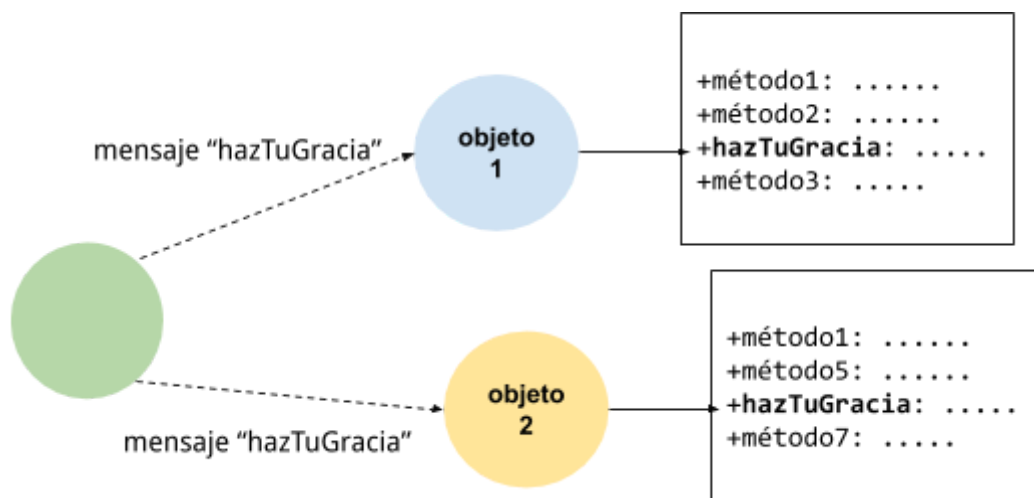 mensaje “hazTuGracia”
objeto
1
+método1: ......
+método2: ......
+hazTuGracia: .....
+método3: .....
mensaje “hazTuGracia”
objeto
2
+método1: ......
+método5: ......
+hazTuGracia: .....
+método7: .....